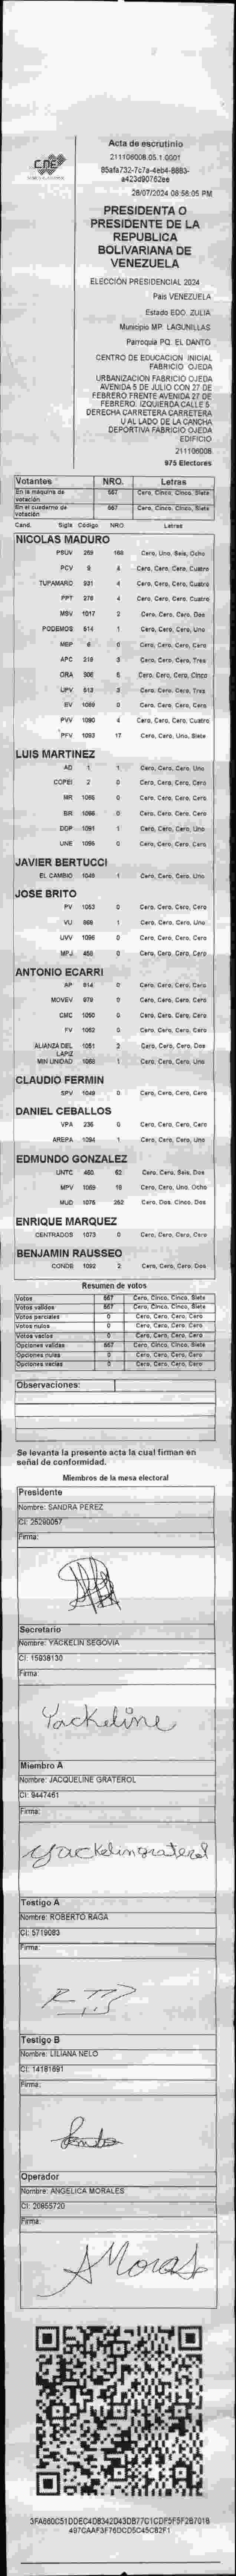 CNE
Acta de escrutinio
211106008.05.1.0001
28/07/2024 08:56:05 PM
PRESIDENTA O
PRESIDENTE DE LA
REPUBLICA
BOLIVARIANA DE
VENEZUELA
ELECCIÓN PRESIDENCIAL 2024
País VENEZUELA
Estado EDO. ZULIA
Municipio MP. LAGUNILLAS
Parroquia PQ. EL DANTO
CENTRO DE EDUCACION INICIAL
FABRICIO OJEDA
URBANIZACION FABRICIO OJEDA
AVENIDA 5 DE JULIO CON 27 DE
FEBRERO FRENTE AVENIDA 27 DE
FEBRERO. IZQUIERDA CALLE 5
DERECHA CARRETERA CARRETERA
U AL LADO DE LA CANCHA
DEPORTIVA FABRICIO OJEDA
EDIFICIO
211106008
975 Electores
Votantes NRO. Letras
En la máquina de votación 557 Cero, Cinco, Cinco, Siete
En el cuaderno de votación 557 Cero, Cinco, Cinco, Siete
Cand. Sigla Código NRO Letras
NICOLAS MADURO
PSUV 269 168 Cero, Uno, Seis, Ocho
PCV 9 4 Cero, Cero, Cero, Cuatro
TUPAMARO 931 4 Cero, Cero, Cero, Cuatro
PPT 276 4 Cero, Cero, Cero, Cuatro
MSV 1017 2 Cero, Cero, Cero, Dos
PODEMOS 514 1 Cero, Cero, Cero, Uno
MEP 6 0 Cero, Cero, Cero, Cero
APC 219 3 Cero, Cero, Cero, Tres
ORA 306 5 Cero, Cero, Cero, Cinco
UPV 513 3 Cero, Cero, Cero, Tres
EV 1089 0 Cero, Cero, Cero, Cero
PVV 1090 4 Cero, Cero, Cero, Cuatro
PFV 1093 17 Cero, Cero, Uno, Siete
LUIS MARTINEZ
AD 1 1 Cero, Cero, Cero, Uno
COPEI 2 0 Cero, Cero, Cero, Cero
MR 1065 0 Cero, Cero, Cero, Cero
BR 1066 0 Cero, Cero, Cero, Cero
DDP 1091 1 Cero, Cero, Cero, Uno
UNE 1095 0 Cero, Cero, Cero, Cero
JAVIER BERTUCCI
EL CAMBIO 1049 1 Cero, Cero, Cero, Uno
JOSE BRITO
PV 1053 0 Cero, Cero, Cero, Cero
VU 868 1 Cero, Cero, Cero, Uno
UVV 1096 0 Cero, Cero, Cero, Cero
MPJ 458 0 Cero, Cero, Cero, Cero
ANTONIO ECARRI
AP 814 0 Cero, Cero, Cero, Cero
MOVEV 979 0 Cero, Cero, Cero, Cero
CMC 1050 0 Cero, Cero, Cero, Cero
FV 1052 0 Cero, Cero, Cero, Cero
ALIANZA DEL LAPIZ 1051 2 Cero, Cero, Cero, Dos
MIN UNIDAD 1068 1 Cero, Cero, Cero, Uno
CLAUDIO FERMIN
SPV 1049 0 Cero, Cero, Cero, Cero
DANIEL CEBALLOS
VPA 236 0 Cero, Cero, Cero, Cero
AREPA 1094 1 Cero, Cero, Cero, Uno
EDMUNDO GONZALEZ
UNTC 480 62 Cero, Cero, Seis, Dos
MPV 1069 18 Cero, Cero, Uno, Ocho
MUD 1075 252 Cero, Dos, Cinco, Dos
ENRIQUE MARQUEZ
CENTRADOS 1073 0 Cero, Cero, Cero, Cero
BENJAMIN RAUSSEO
CONDE 1092 2 Cero, Cero, Cero, Dos
Resumen de votos
Votos 557 Cero, Cinco, Cinco, Siete
Votos validos 557 Cero, Cinco, Cinco, Siete
Votos parciales 0 Cero, Cero, Cero, Cero
Votos nulos 0 Cero, Cero, Cero, Cero
Votos vacios 0 Cero, Cero, Cero, Cero
Opciones validas 557 Cero, Cinco, Cinco, Siete
Opciones nulas 0 Cero, Cero, Cero, Cero
Opciones vacias 0 Cero, Cero, Cero, Cero
Observaciones:
Se levanta la presente acta la cual firman en
señal de conformidad.
Miembros de la mesa electoral
Presidente
Nombre: SANDRA PEREZ
CI: 25290057
Firma:
Secretario
Nombre: YACKELIN SEGOVIA
CI: 15938130
Firma:
Yackeline
Miembro A
Nombre: JACQUELINE GRATEROL
CI: 9447461
Firma:
Yackelingraterol
Testigo A
Nombre: ROBERTO RAGA
CI: 5719083
Firma:
Testigo B
Nombre: LILIANA NELO
CI: 14181691
Firma:
Operador
Nombre: ANGELICA MORALES
CI: 20855720
Firma: